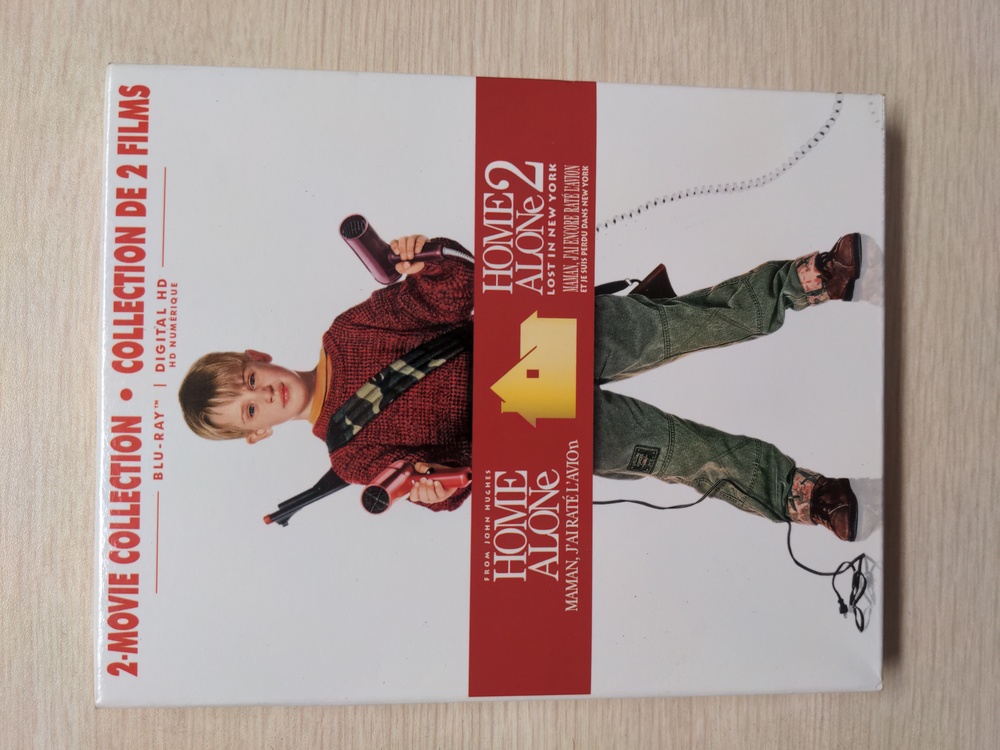 2-MOVIE COLLECTION • COLLECTION DE 2 FILMS
BLU-RAY™ | DIGITAL HD
HD NUMÉRIQUE
FROM JOHN HUGHES
HOME
ALONe
MAMAN, J'AI RATÉ L'AVIOn
HOME
ALONe 2
LOST IN NEW YORK
MAMAN, J'AI ENCORE RATÉ L'AVION
ET JE SUIS PERDU DANS NEW YORK